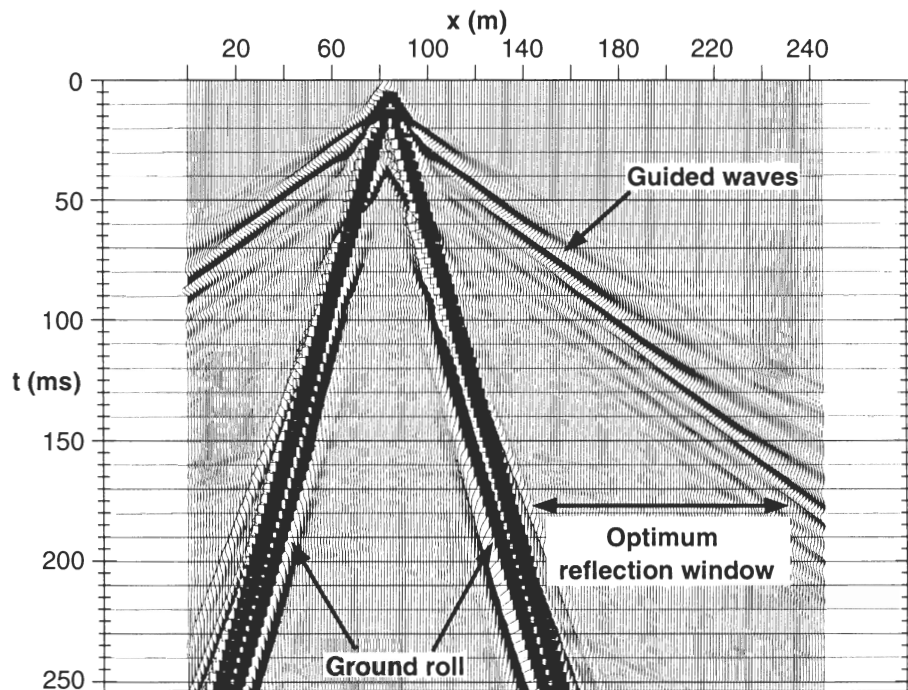 x (m)
20 60 100 140 180 220 240
0
Guided waves
50
100
t (ms)
150
Optimum
200
reflection window
Ground roll
250